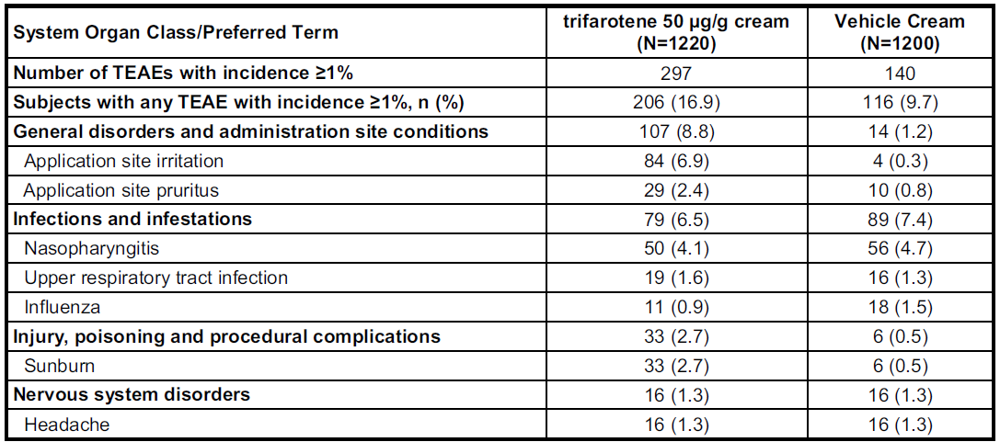 System Organ Class/Preferred Term trifarotene 50 µg/g cream (N=1220) Vehicle Cream (N=1200)
Number of TEAEs with incidence ≥1% 297 140
Subjects with any TEAE with incidence ≥1%, n (%) 206 (16.9) 116 (9.7)
General disorders and administration site conditions 107 (8.8) 14 (1.2)
Application site irritation 84 (6.9) 4 (0.3)
Application site pruritus 29 (2.4) 10 (0.8)
Infections and infestations 79 (6.5) 89 (7.4)
Nasopharyngitis 50 (4.1) 56 (4.7)
Upper respiratory tract infection 19 (1.6) 16 (1.3)
Influenza 11 (0.9) 18 (1.5)
Injury, poisoning and procedural complications 33 (2.7) 6 (0.5)
Sunburn 33 (2.7) 6 (0.5)
Nervous system disorders 16 (1.3) 16 (1.3)
Headache 16 (1.3) 16 (1.3)